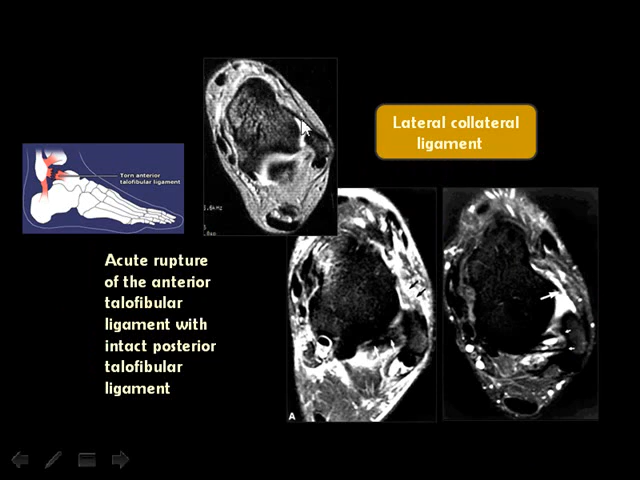 Lateral collateral
ligament
Torn anterior
talofibular ligament
Acute rupture
of the anterior
talofibular
ligament with
intact posterior
talofibular
ligament
A